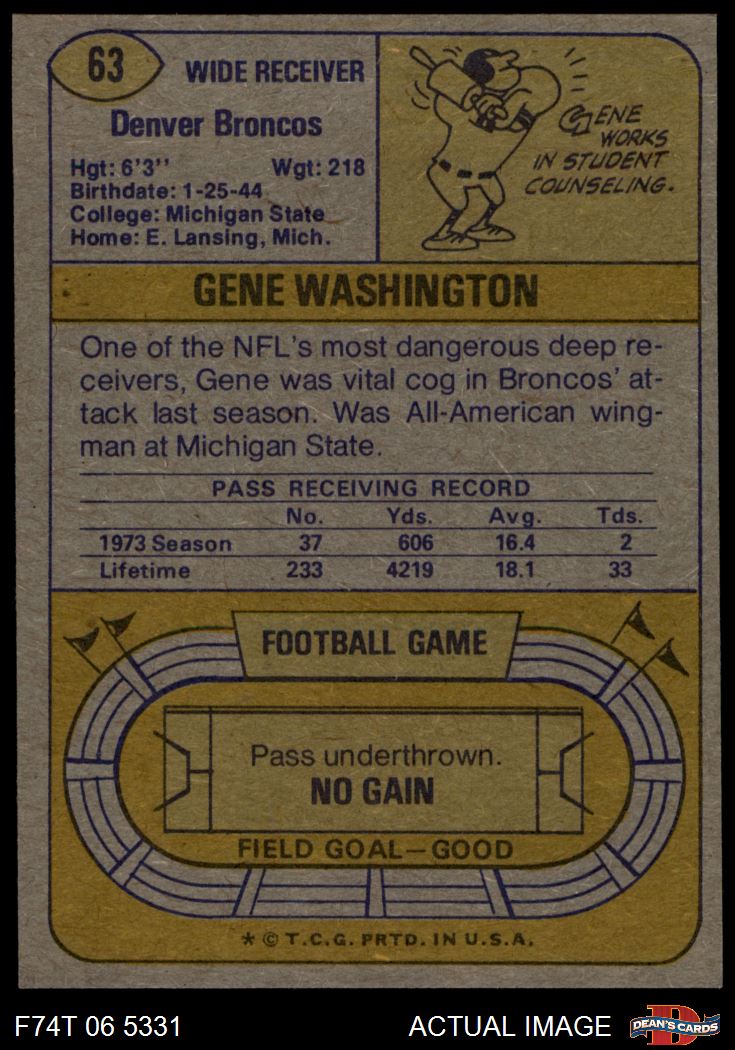 63
WIDE RECEIVER
Denver Broncos
Hgt: 6'3'' Wgt: 218
Birthdate: 1-25-44
College: Michigan State
Home: E. Lansing, Mich.
GENE
WORKS
IN STUDENT
COUNSELING.
GENE WASHINGTON
One of the NFL's most dangerous deep re-
ceivers, Gene was vital cog in Broncos' at-
tack last season. Was All-American wing-
man at Michigan State.
PASS RECEIVING RECORD
No. Yds. Avg. Tds.
1973 Season 37 606 16.4 2
Lifetime 233 4219 18.1 33
FOOTBALL GAME
Pass underthrown.
NO GAIN
FIELD GOAL—GOOD
* © T.C.G. PRTD. IN U.S.A.
F74T 06 5331 ACTUAL IMAGE DEAN'S CARDS